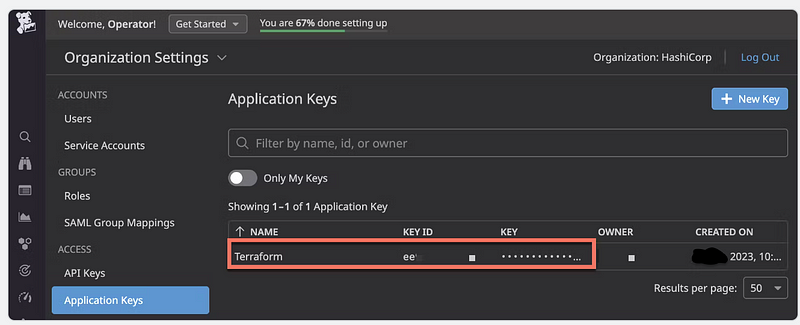 Welcome, Operator!
Get Started
You are 67% done setting up
Organization Settings
Organization: HashiCorp
Log Out
ACCOUNTS
Users
Service Accounts
GROUPS
Roles
SAML Group Mappings
ACCESS
API Keys
Application Keys
Application Keys
+ New Key
Filter by name, id, or owner
Only My Keys
Showing 1–1 of 1 Application Key
↑ NAME KEY ID KEY OWNER CREATED ON
Terraform ee ••••••••••••... 2023, 10:...
Results per page: 50